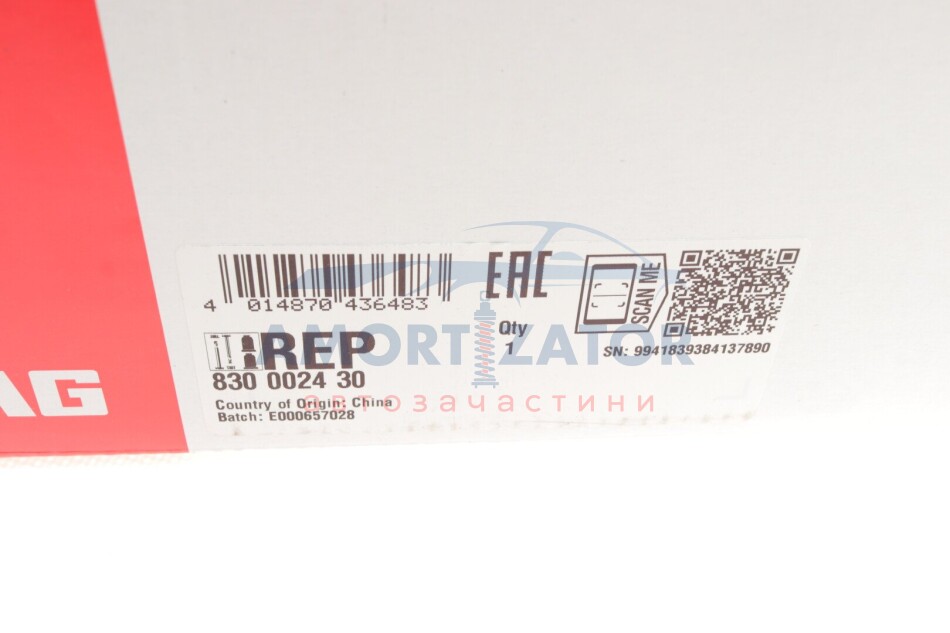 4 014870 436483
EAC
SCAN ME
REP
Qty
1
830 0024 30
SN: 9941839384137890
Country of Origin: China
Batch: E000657028
AG
AMORTIZATOR
автозачастини